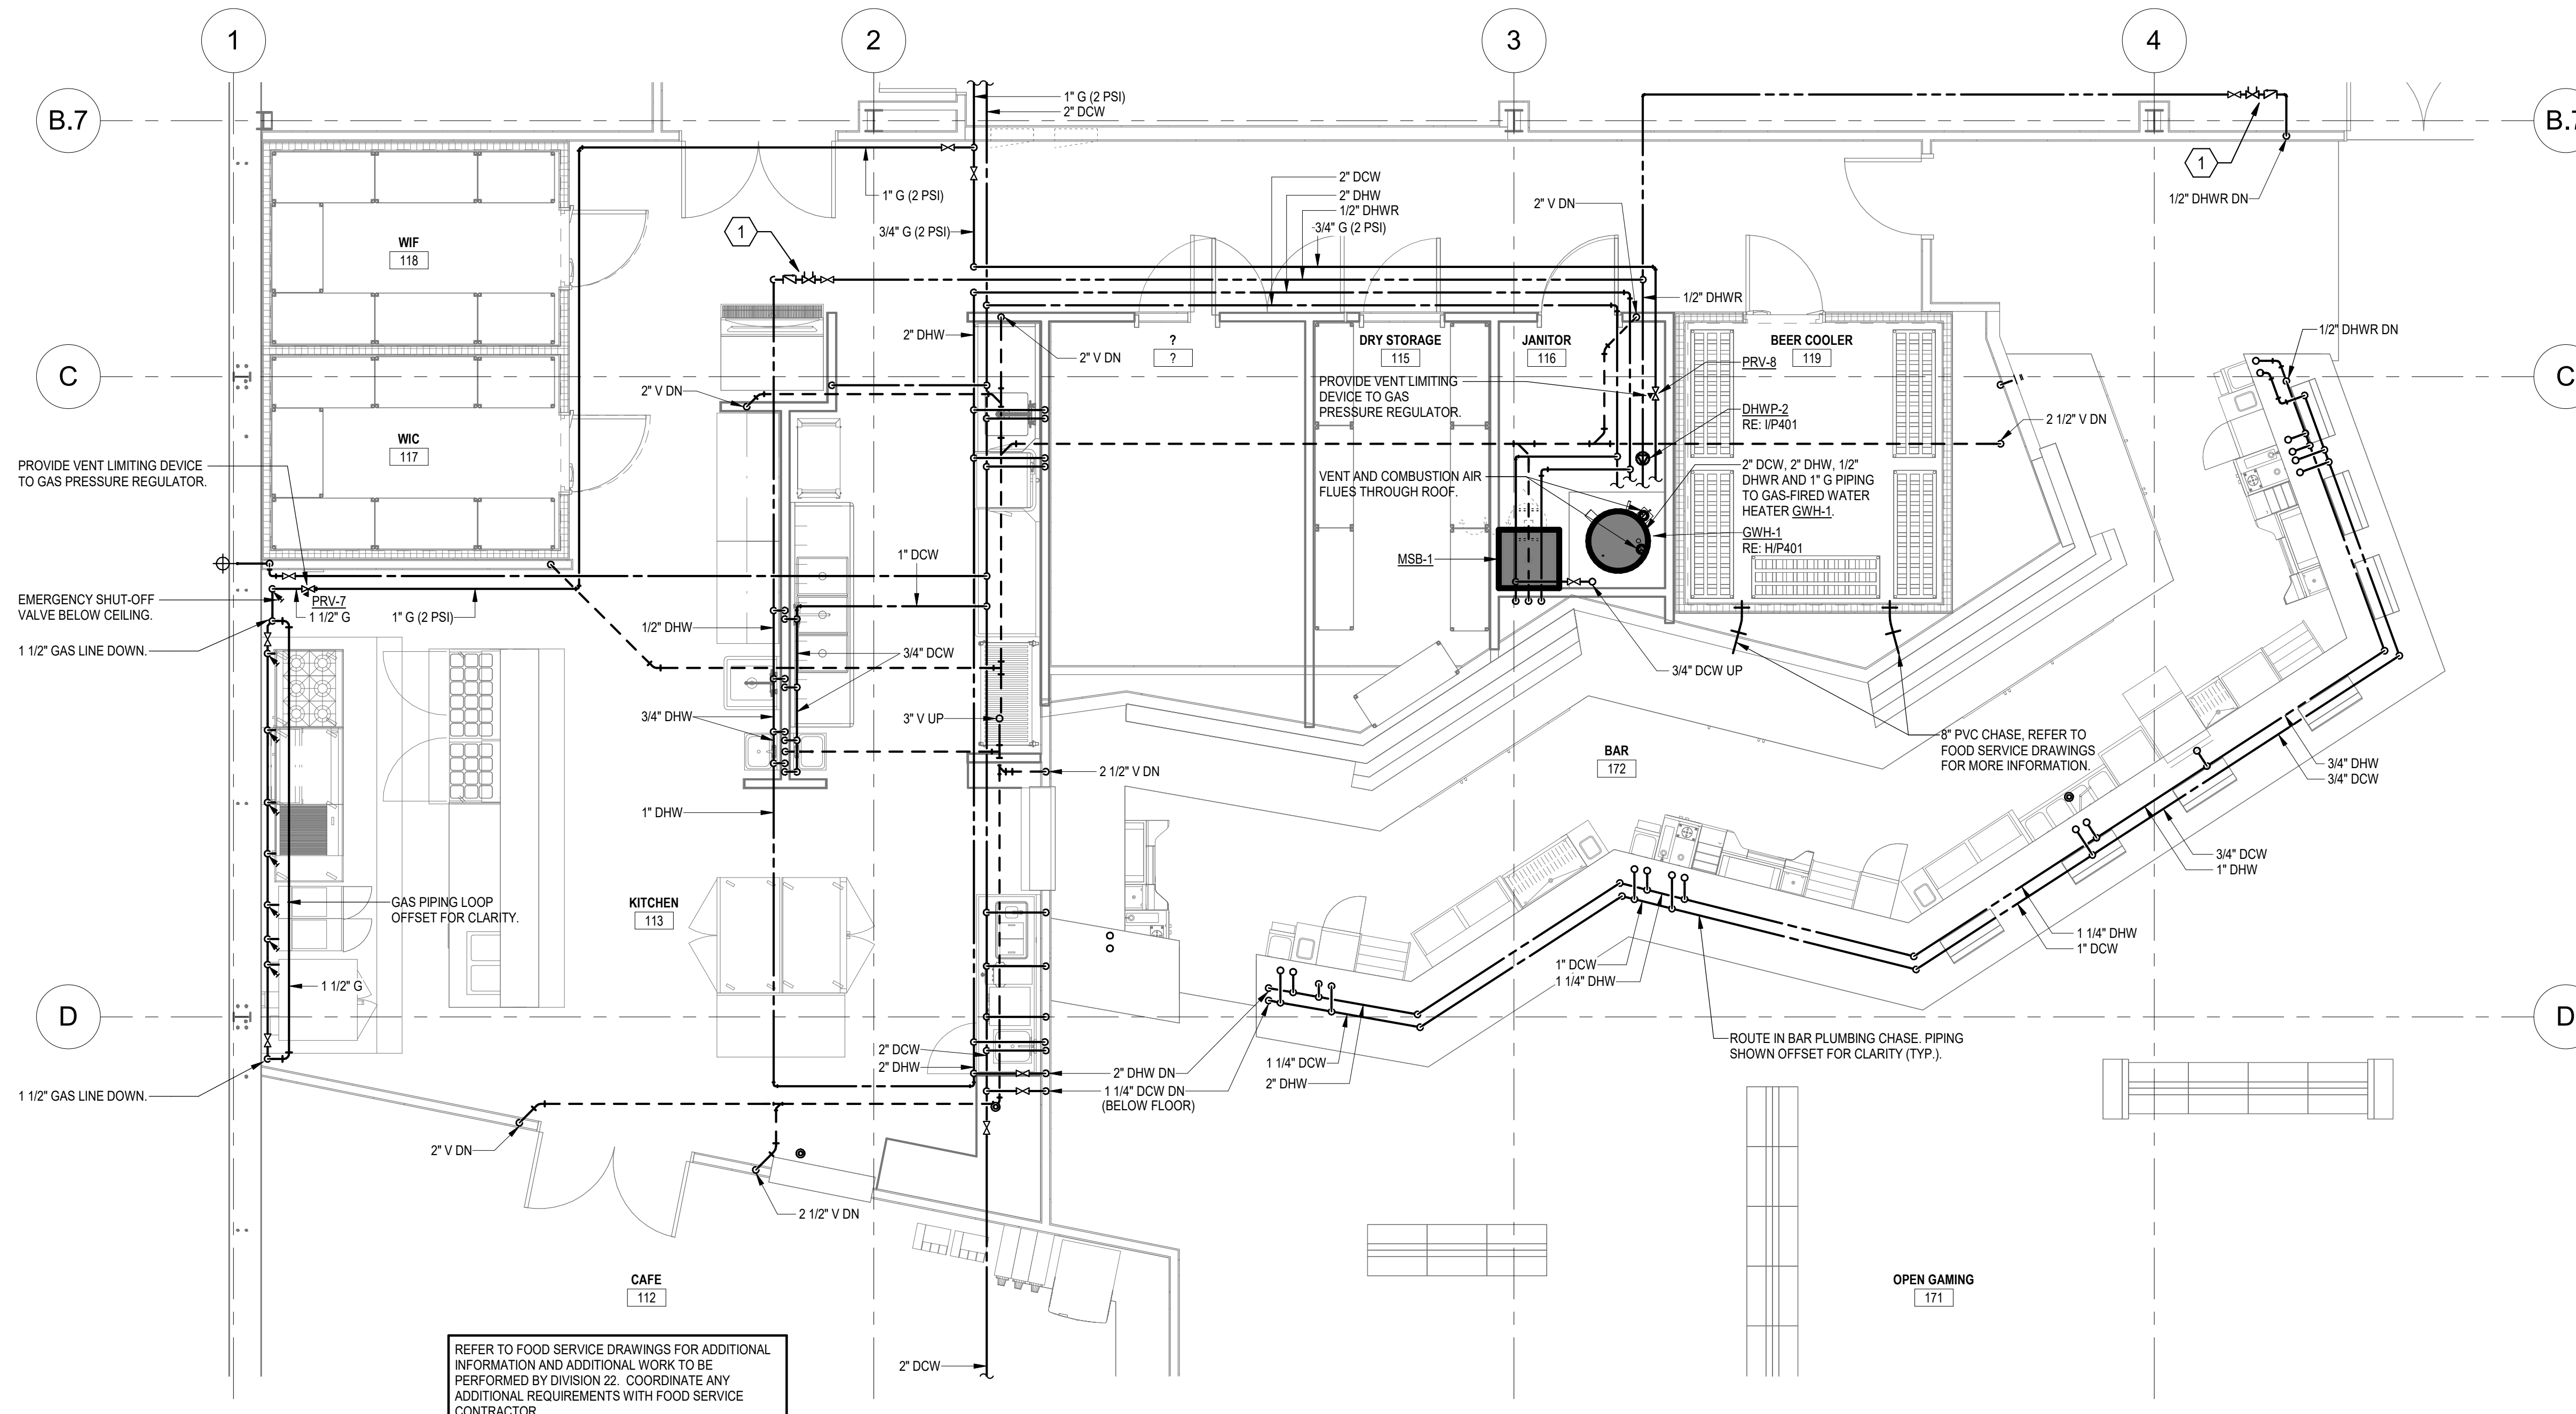 1
2
3
4
B.7
1" G (2 PSI)
2" DCW
B.7
1
1/2" DHWR DN
1" G (2 PSI)
3/4" G (2 PSI)
1
2" DCW
2" DHW
1/2" DHWR
3/4" G (2 PSI)
2" V DN
WIF
118
1/2" DHWR
2" DHW
2" V DN
?
?
DRY STORAGE
115
JANITOR
116
BEER COOLER
119
1/2" DHWR DN
C
C
2" V DN
PROVIDE VENT LIMITING
DEVICE TO GAS
PRESSURE REGULATOR.
PRV-8
DHWP-2
RE: I/P401
2 1/2" V DN
WIC
117
PROVIDE VENT LIMITING DEVICE
TO GAS PRESSURE REGULATOR.
VENT AND COMBUSTION AIR
FLUES THROUGH ROOF.
2" DCW, 2" DHW, 1/2"
DHWR AND 1" G PIPING
TO GAS-FIRED WATER
HEATER GWH-1.
GWH-1
RE: H/P401
MSB-1
1" DCW
EMERGENCY SHUT-OFF
VALVE BELOW CEILING.
PRV-7
1 1/2" G
1" G (2 PSI)
1 1/2" GAS LINE DOWN.
1/2" DHW
3/4" DCW
3/4" DCW UP
3/4" DHW
3" V UP
8" PVC CHASE, REFER TO
FOOD SERVICE DRAWINGS
FOR MORE INFORMATION.
BAR
172
2 1/2" V DN
3/4" DHW
3/4" DCW
1" DHW
3/4" DCW
1" DHW
GAS PIPING LOOP
OFFSET FOR CLARITY.
KITCHEN
113
1 1/4" DHW
1" DCW
1" DCW
1 1/4" DHW
1 1/2" G
D
D
ROUTE IN BAR PLUMBING CHASE. PIPING
SHOWN OFFSET FOR CLARITY (TYP.).
2" DCW
2" DHW
1 1/4" DCW
2" DHW
2" DHW DN
1 1/4" DCW DN
(BELOW FLOOR)
1 1/2" GAS LINE DOWN.
2" V DN
2 1/2" V DN
CAFE
112
OPEN GAMING
171
2" DCW
REFER TO FOOD SERVICE DRAWINGS FOR ADDITIONAL
INFORMATION AND ADDITIONAL WORK TO BE
PERFORMED BY DIVISION 22. COORDINATE ANY
ADDITIONAL REQUIREMENTS WITH FOOD SERVICE
CONTRACTOR